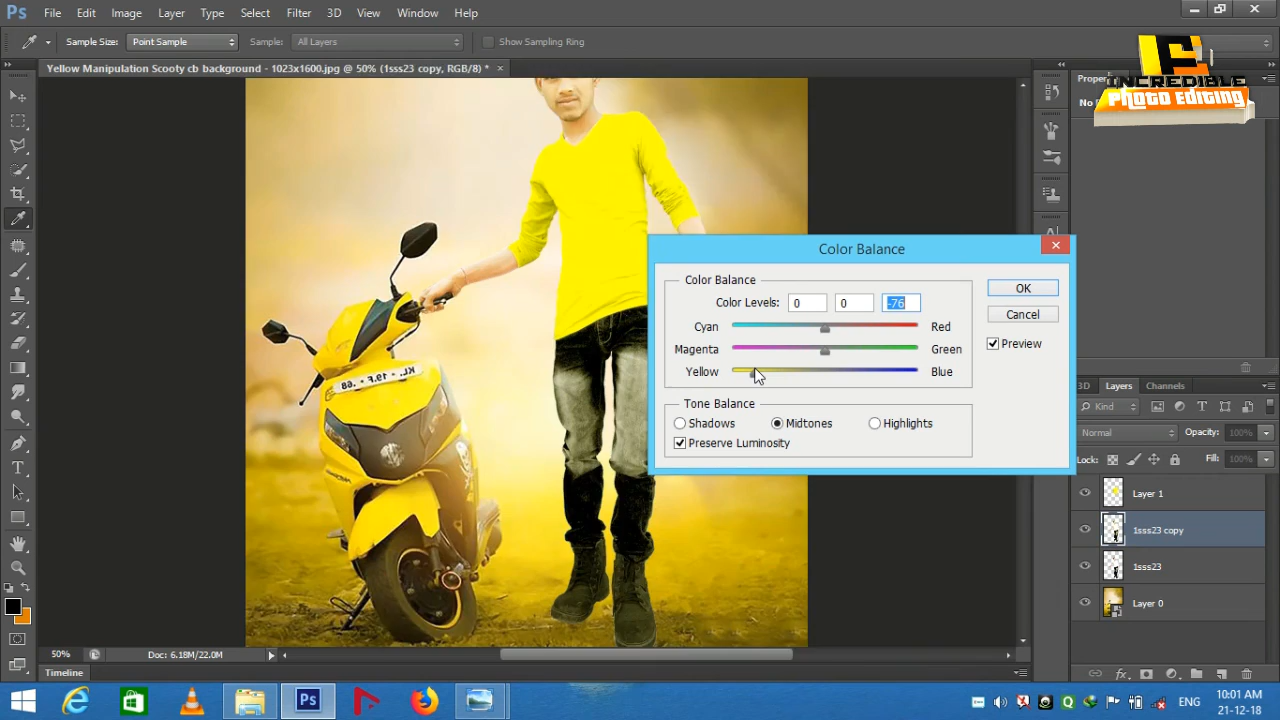 Ps File Edit Image Layer Type Select Filter 3D View Window Help
Sample Size: Point Sample Sample: All Layers Show Sampling Ring
Yellow Manipulation Scooty cb background - 1023x1600.jpg @ 50% (1sss23 copy, RGB/8) * ×
INCREDIBLE
PHOTO EDITING
Color Balance
Color Balance
Color Levels: 0 0 -76
Cyan Red
Magenta Green
Yellow Blue
Tone Balance
Shadows Midtones Highlights
Preserve Luminosity
OK
Cancel
Preview
3D Layers Channels
Kind
Normal Opacity: 100%
Lock: Fill: 100%
Layer 1
1sss23 copy
1sss23
Layer 0
50% Doc: 6.18M/22.0M
Timeline
Ps ENG 10:01 AM
21-12-18